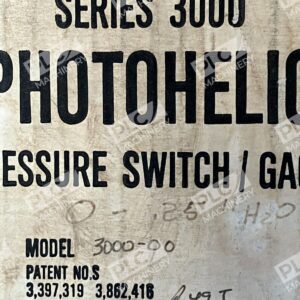 SERIES 3000
PHOTOHELIC
ESSURE SWITCH / GAG
0 - .25" H2O
MODEL 3000-00
PATENT NO.S
3,397,319 3,862,416